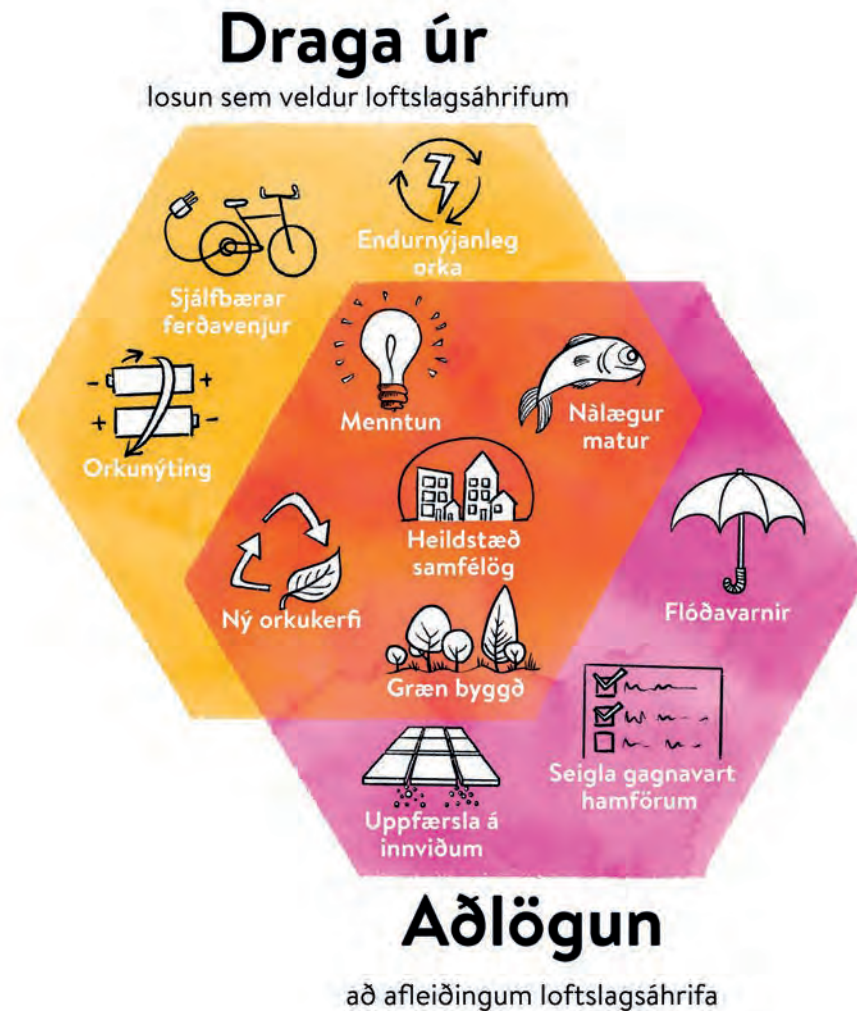 Draga úr
losun sem veldur loftslagsáhrifum
Endurnýjanleg
orka
Sjálfbærar
ferðavenjur
Orkunýting
Menntun
Nàlægur
matur
Heildstæð
samfélög
Ný orkukerfi
Græn byggð
Flóðavarnir
Seigla gagnavart
hamförum
Uppfærsla á
innviðum
Aðlögun
að afleiðingum loftslagsáhrifa